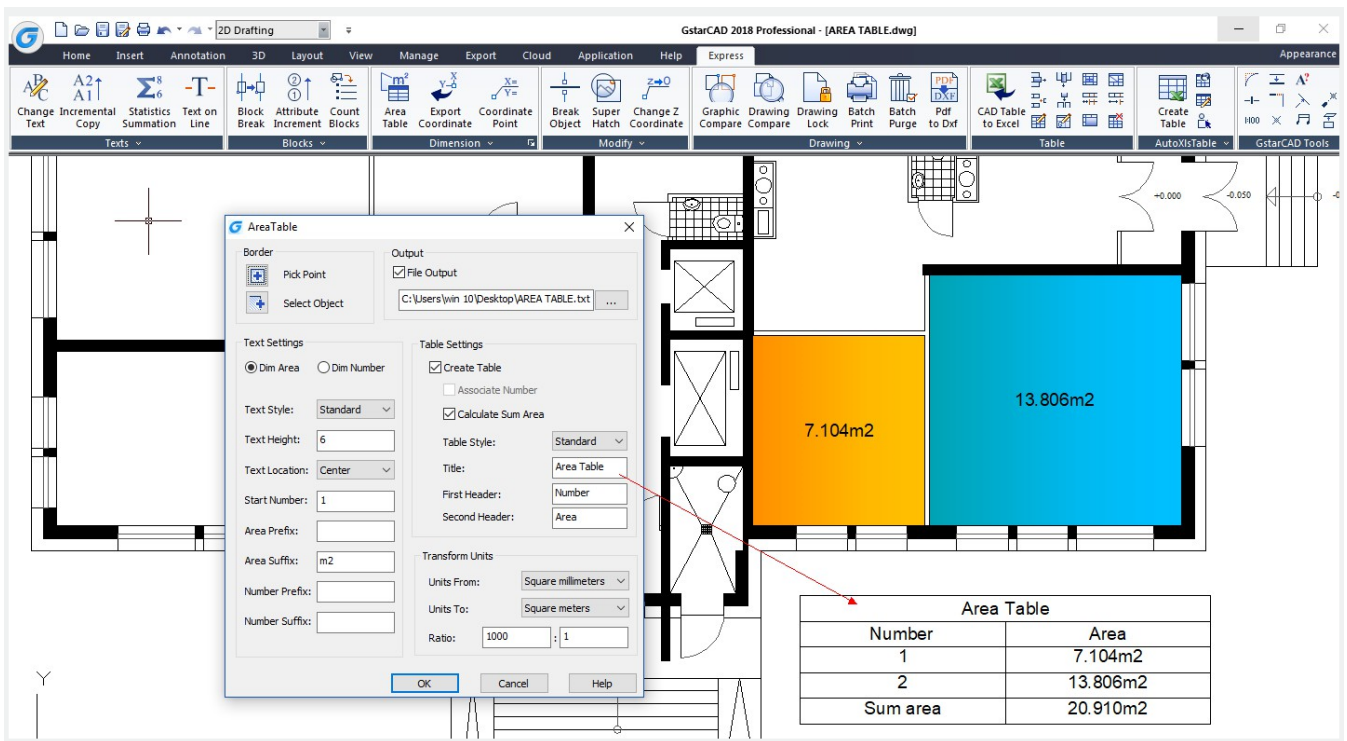 2D Drafting
GstarCAD 2018 Professional - [AREA TABLE.dwg]
Home Insert Annotation 3D Layout View Manage Export Cloud Application Help Express Appearance
Change Text
Incremental Copy
Statistics Summation
Text on Line
Block Break
Attribute Increment
Count Blocks
Area Table
Export Coordinate
Coordinate Point
Break Object
Super Hatch
Change Z Coordinate
Graphic Compare
Drawing Compare
Drawing Lock
Batch Print
Batch Purge
Pdf to Dxf
CAD Table to Excel
Create Table
Texts Blocks Dimension Modify Drawing Table AutoXlsTable GstarCAD Tools
+0.000
-0.050
AreaTable
Border
Pick Point
Select Object
Output
File Output
C:\Users\win 10\Desktop\AREA TABLE.txt ...
Text Settings
Dim Area Dim Number
Text Style: Standard
Text Height: 6
Text Location: Center
Start Number: 1
Area Prefix:
Area Suffix: m2
Number Prefix:
Number Suffix:
Table Settings
Create Table
Associate Number
Calculate Sum Area
Table Style: Standard
Title: Area Table
First Header: Number
Second Header: Area
Transform Units
Units From: Square millimeters
Units To: Square meters
Ratio: 1000 : 1
OK Cancel Help
7.104m2
13.806m2
Area Table
Number Area
1 7.104m2
2 13.806m2
Sum area 20.910m2
Y